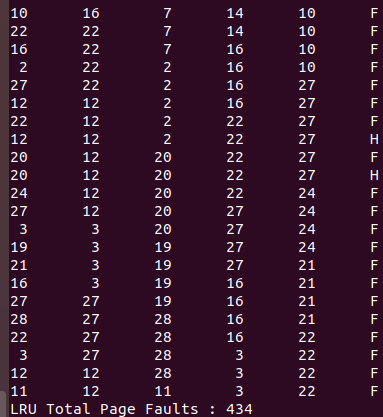 10 16 7 14 10 F
22 22 7 14 10 F
16 22 7 16 10 F
2 22 2 16 10 F
27 22 2 16 27 F
12 12 2 16 27 F
22 12 2 22 27 F
12 12 2 22 27 H
20 12 20 22 27 F
20 12 20 22 27 H
24 12 20 22 24 F
27 12 20 27 24 F
3 3 20 27 24 F
19 3 19 27 24 F
21 3 19 27 21 F
16 3 19 16 21 F
27 27 19 16 21 F
28 27 28 16 21 F
22 27 28 16 22 F
3 27 28 3 22 F
12 12 28 3 22 F
11 12 11 3 22 F
LRU Total Page Faults : 434